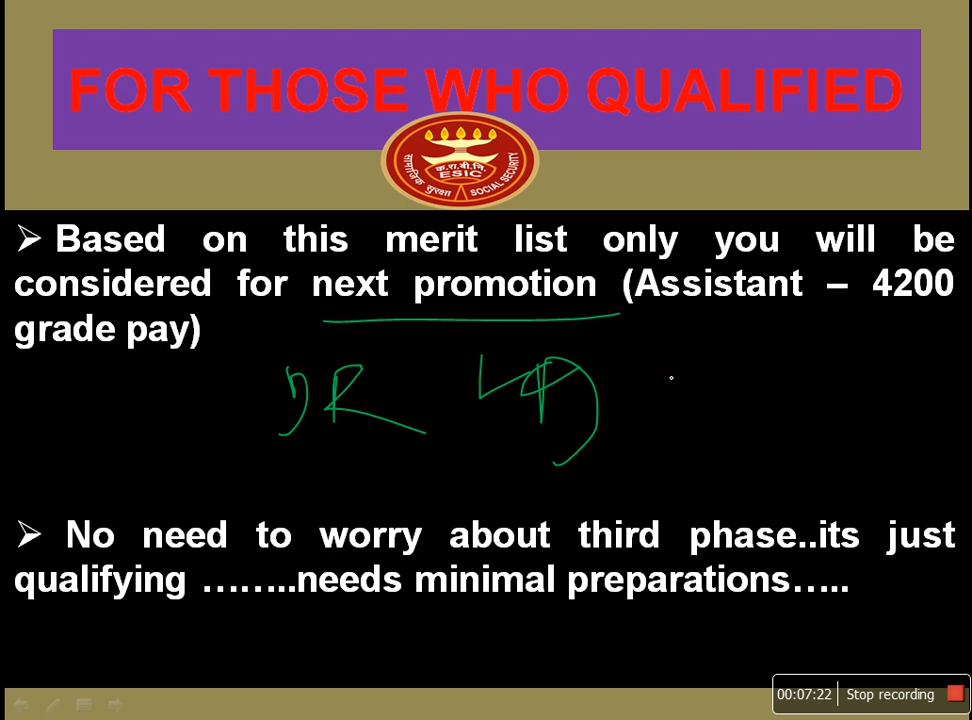 FOR THOSE WHO QUALIFIED
सामाजिक सुरक्षा
क.रा.बी.नि.
ESIC
SOCIAL SECURITY
➢ Based on this merit list only you will be
considered for next promotion (Assistant – 4200
grade pay)
➢ No need to worry about third phase..its just
qualifying ……..needs minimal preparations…..
00:07:22 Stop recording